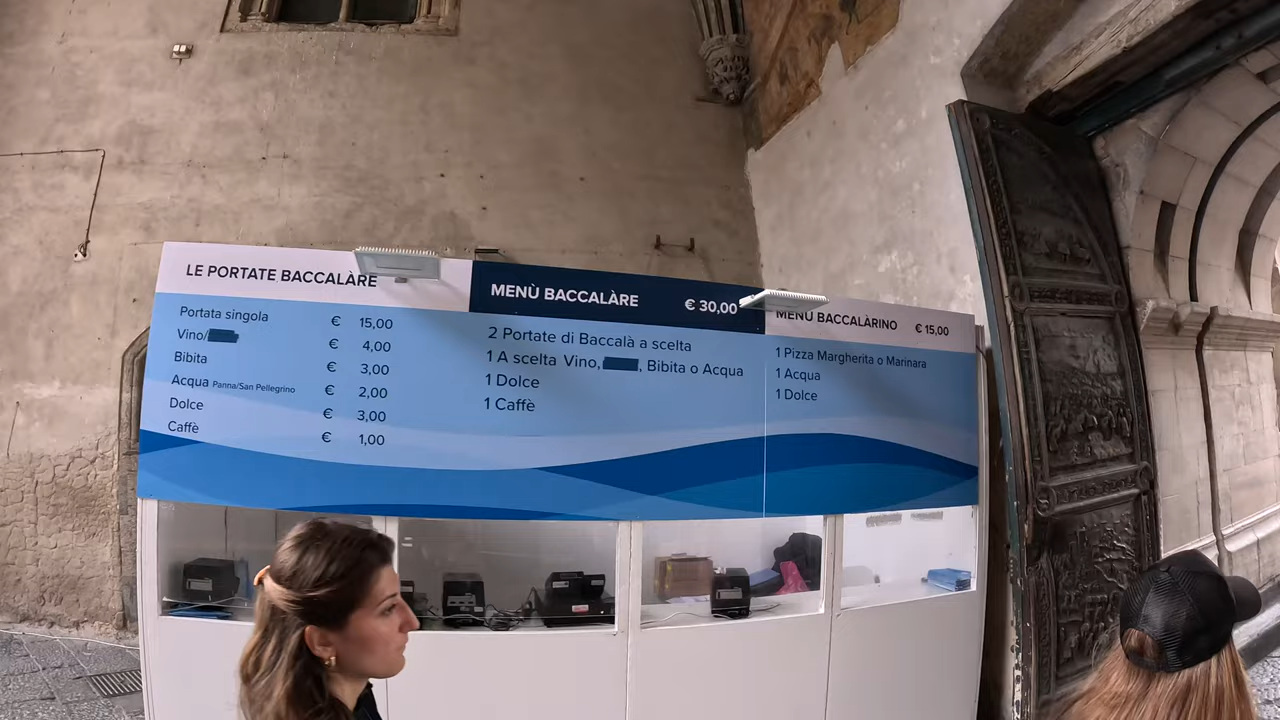 LE PORTATE BACCALÀRE
Portata singola € 15,00
Vino/ € 4,00
Bibita € 3,00
Acqua Panna/San Pellegrino € 2,00
Dolce € 3,00
Caffè € 1,00
MENÙ BACCALÀRE € 30,00
2 Portate di Baccalà a scelta
1 A scelta Vino, , Bibita o Acqua
1 Dolce
1 Caffè
MENÙ BACCALÀRINO € 15,00
1 Pizza Margherita o Marinara
1 Acqua
1 Dolce